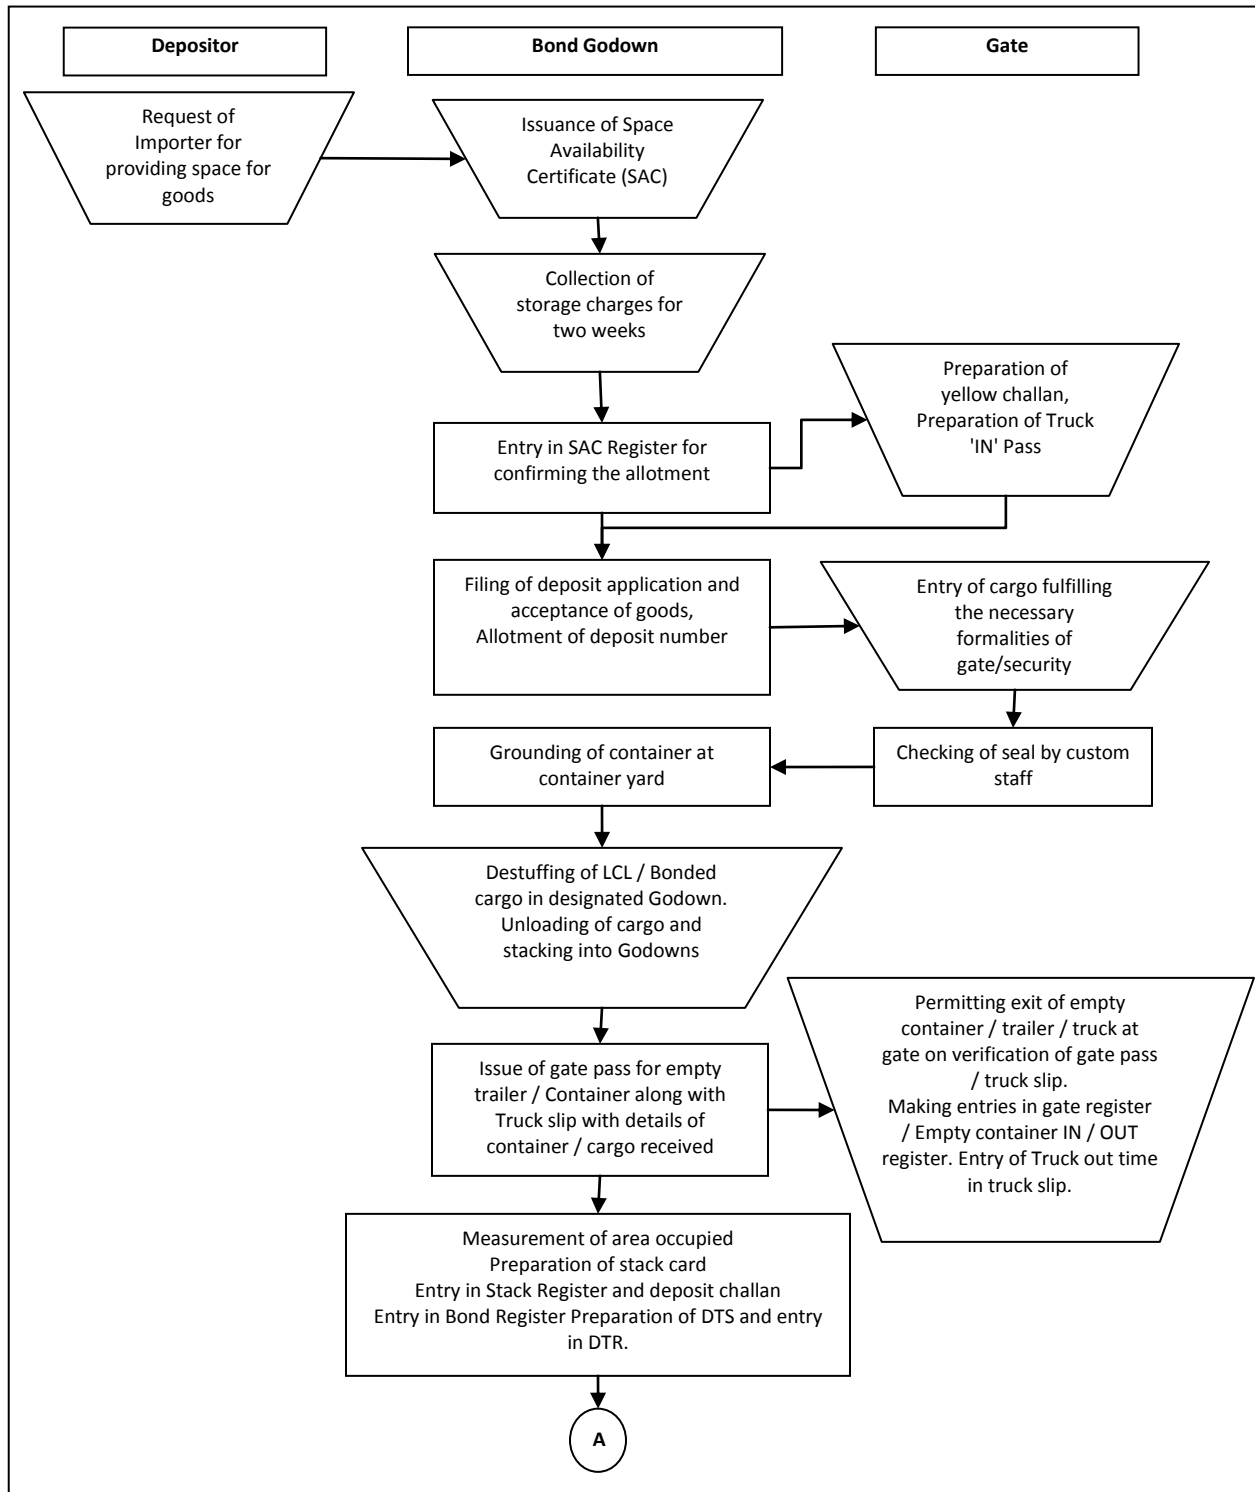 Depositor
Bond Godown
Gate
Request of
Importer for
providing space for
goods
Issuance of Space
Availability
Certificate (SAC)
Collection of
storage charges for
two weeks
Preparation of
yellow challan,
Preparation of Truck
'IN' Pass
Entry in SAC Register for
confirming the allotment
Filing of deposit application and
acceptance of goods,
Allotment of deposit number
Entry of cargo fulfilling
the necessary
formalities of
gate/security
Grounding of container at
container yard
Checking of seal by custom
staff
Destuffing of LCL / Bonded
cargo in designated Godown.
Unloading of cargo and
stacking into Godowns
Permitting exit of empty
container / trailer / truck at
gate on verification of gate pass
/ truck slip.
Making entries in gate register
/ Empty container IN / OUT
register. Entry of Truck out time
in truck slip.
Issue of gate pass for empty
trailer / Container along with
Truck slip with details of
container / cargo received
Measurement of area occupied
Preparation of stack card
Entry in Stack Register and deposit challan
Entry in Bond Register Preparation of DTS and entry
in DTR.
A